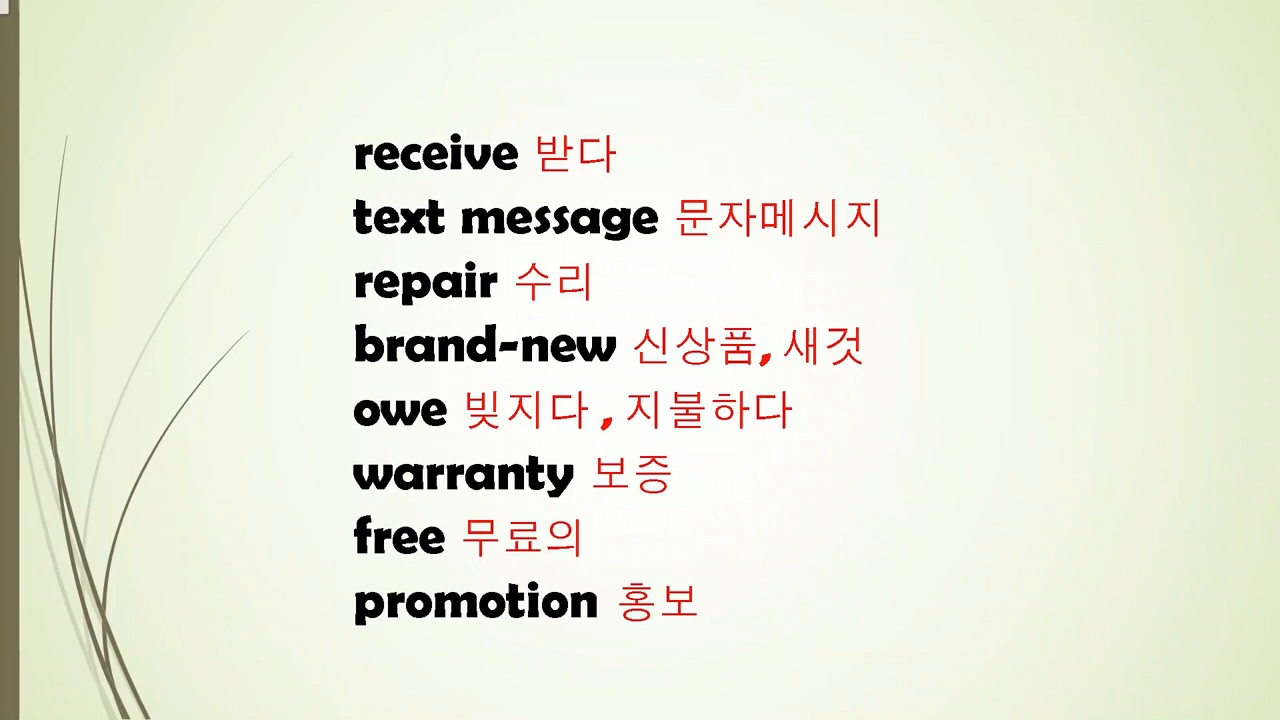 receive 받다
text message 문자메시지
repair 수리
brand-new 신상품, 새것
owe 빚지다 , 지불하다
warranty 보증
free 무료의
promotion 홍보